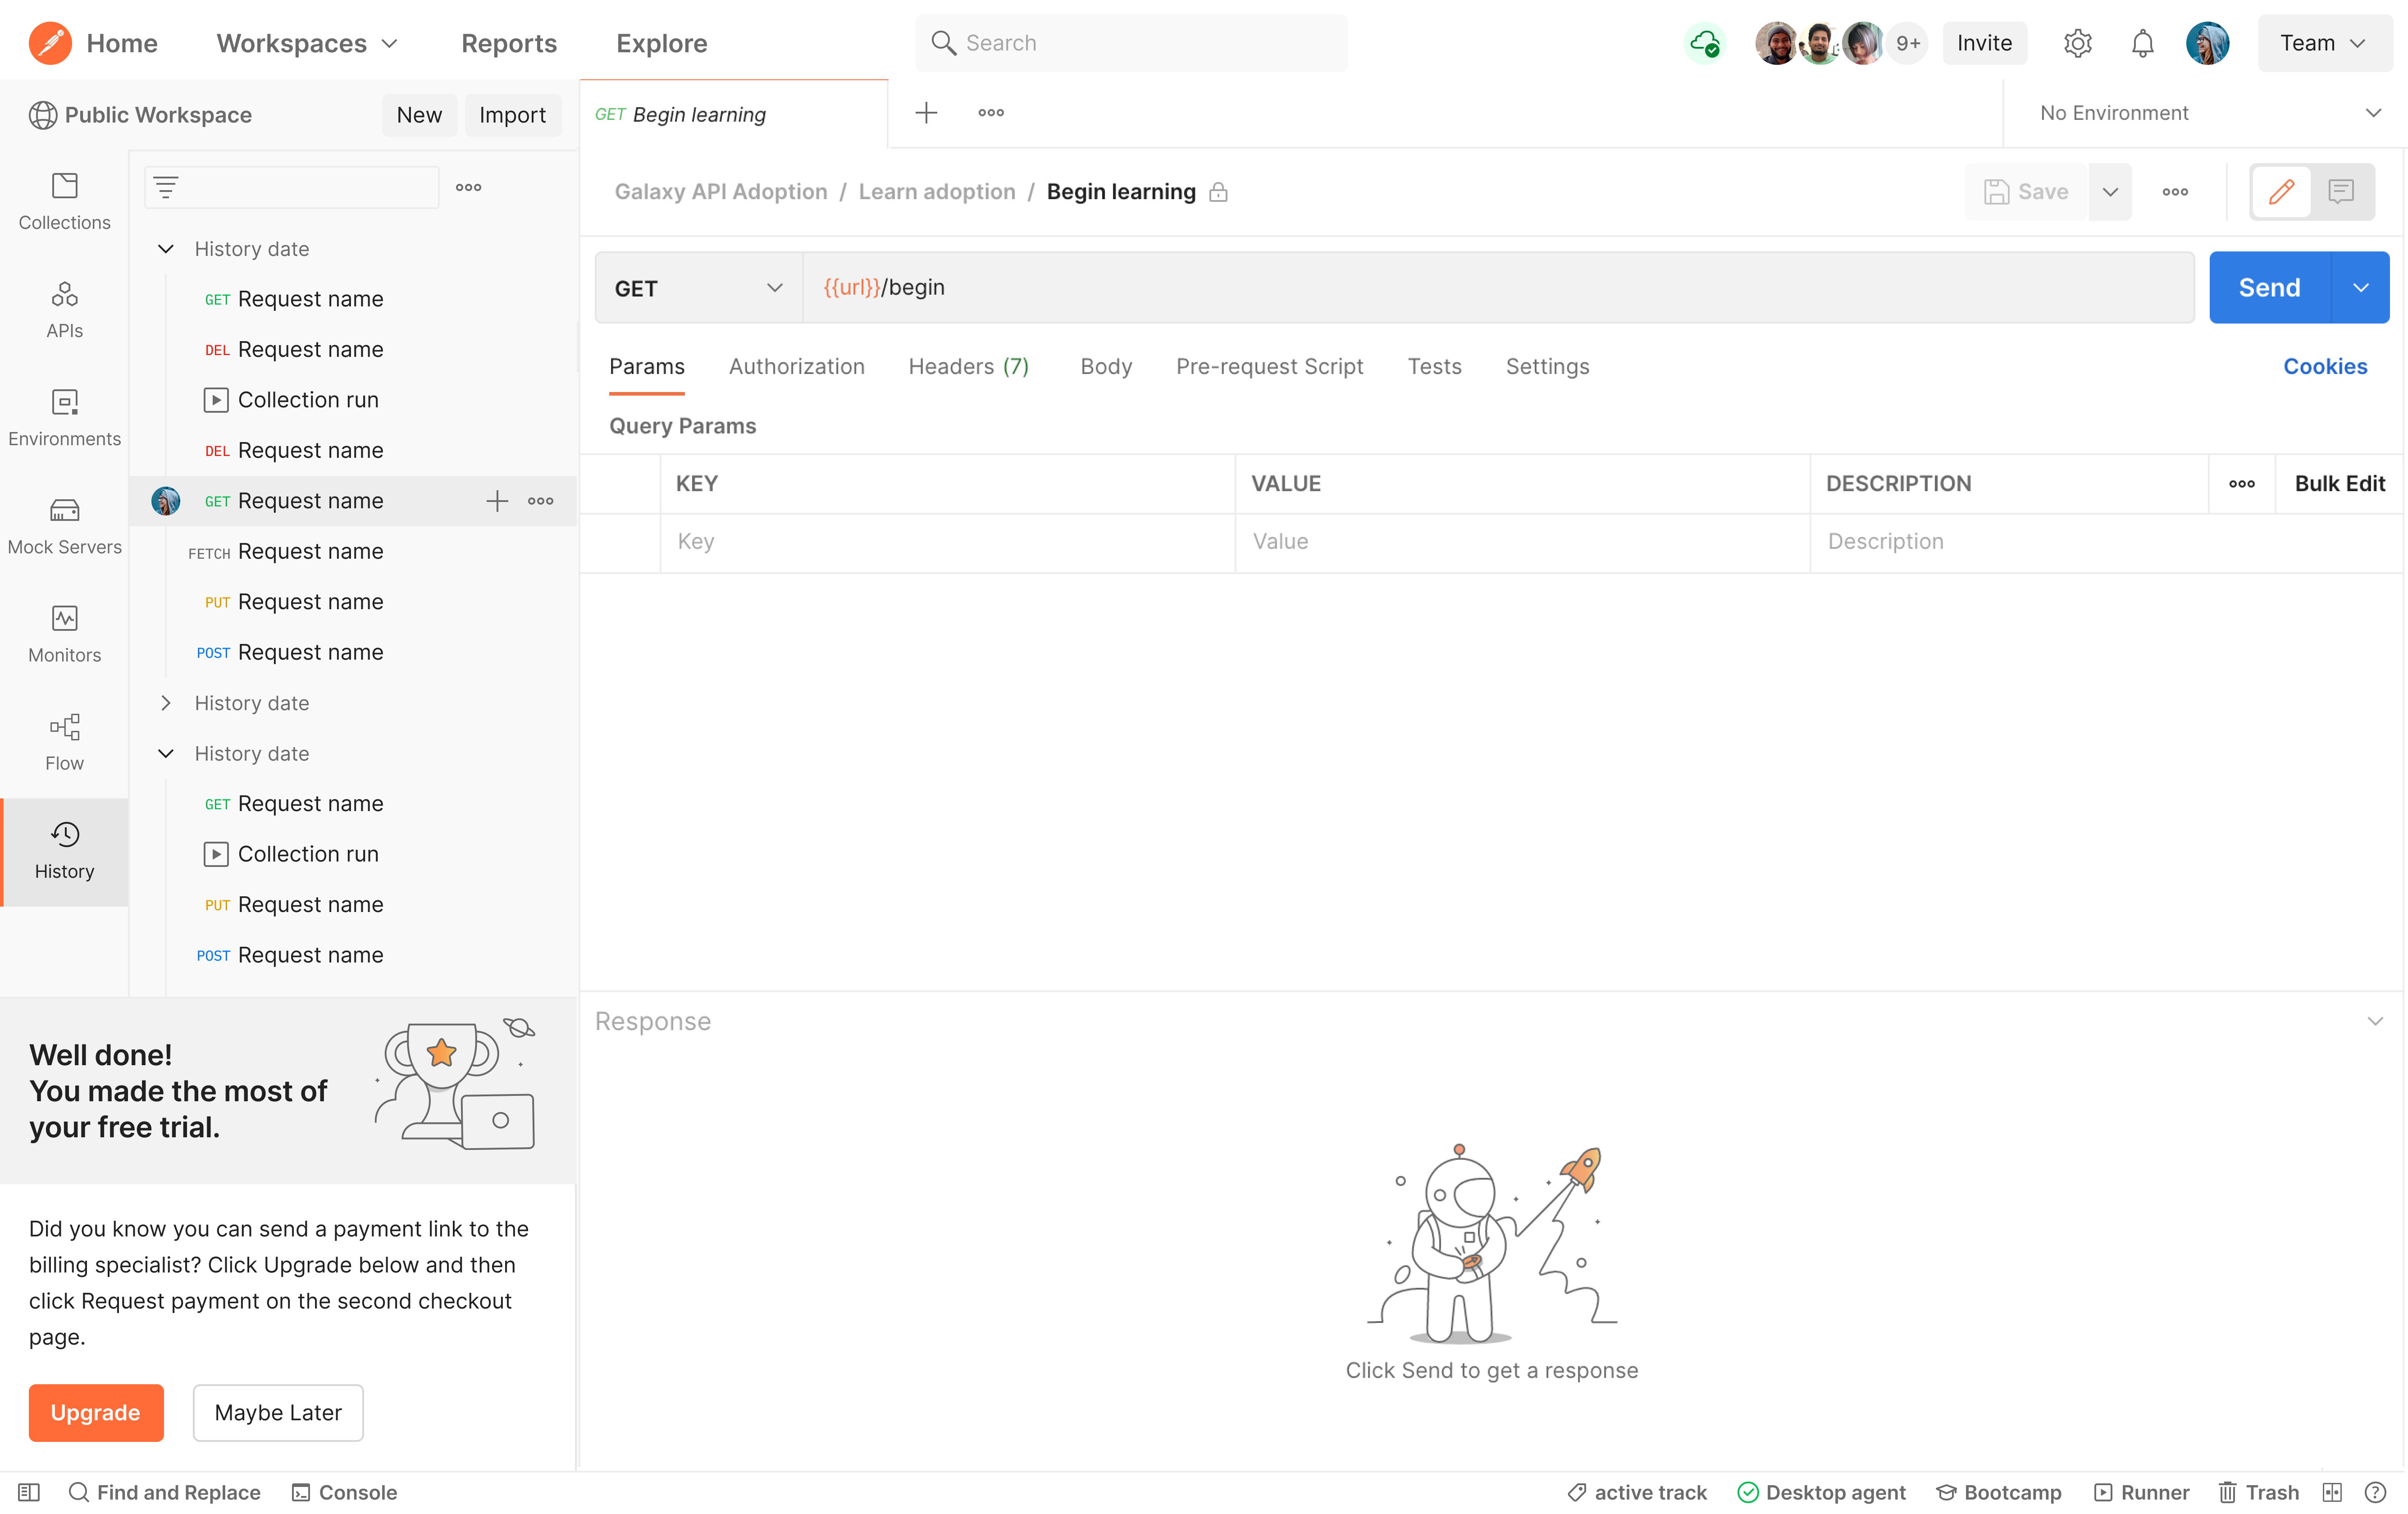 Home
Workspaces
Reports
Explore
Search
9+
Invite
Team
Public Workspace
New
Import
GET Begin learning
No Environment
Collections
APIs
Environments
Mock Servers
Monitors
Flow
History
History date
GET Request name
DEL Request name
Collection run
DEL Request name
GET Request name
FETCH Request name
PUT Request name
POST Request name
History date
History date
GET Request name
Collection run
PUT Request name
POST Request name
Well done!
You made the most of
your free trial.
Did you know you can send a payment link to the
billing specialist? Click Upgrade below and then
click Request payment on the second checkout
page.
Upgrade
Maybe Later
Galaxy API Adoption / Learn adoption / Begin learning
Save
GET
{{url}}/begin
Send
Params
Authorization
Headers (7)
Body
Pre-request Script
Tests
Settings
Cookies
Query Params
KEY
VALUE
DESCRIPTION
Bulk Edit
Key
Value
Description
Response
Click Send to get a response
Find and Replace
Console
active track
Desktop agent
Bootcamp
Runner
Trash